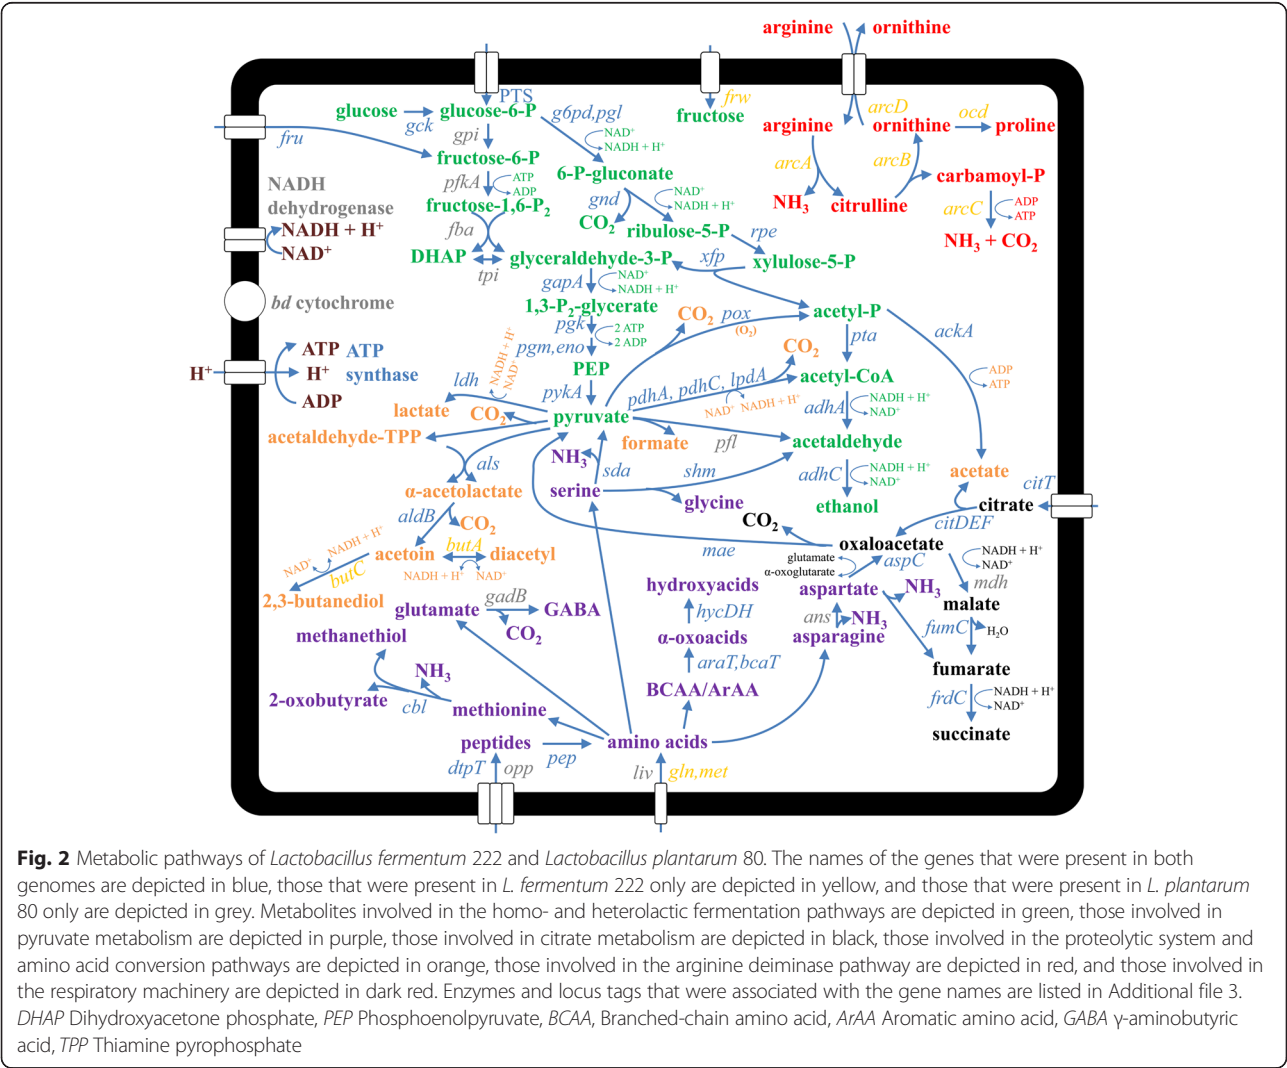 arginine ornithine
PTS
glucose glucose-6-P
gck
g6pd,pgl
frw
fructose
arcD
ocd
arginine ornithine proline
fru
gpi
NAD⁺
NADH + H⁺
fructose-6-P
6-P-gluconate
arcA
arcB
carbamoyl-P
NADH
dehydrogenase
NADH + H⁺
NAD⁺
pfkA
ATP
ADP
fructose-1,6-P₂
gnd
NAD⁺
NADH + H⁺
CO₂
ribulose-5-P
rpe
NH₃
citrulline
arcC
ADP
ATP
NH₃ + CO₂
fba
DHAP
glyceraldehyde-3-P
xfp
xylulose-5-P
tpi
gapA
NAD⁺
NADH + H⁺
bd cytochrome
1,3-P₂-glycerate
CO₂
pox
(O₂)
acetyl-P
ackA
pgk
2 ATP
2 ADP
pgm,eno
pta
H⁺
ATP
H⁺
ADP
ATP
synthase
NADH + H⁺
NAD⁺
ldh
PEP
pykA
CO₂
pdhA, pdhC, lpdA
acetyl-CoA
NAD⁺ NADH + H⁺
ADP
ATP
lactate
CO₂
pyruvate
adhA
NADH + H⁺
NAD⁺
acetaldehyde-TPP
formate
pfl
acetaldehyde
als
NH₃
sda
shm
adhC
NADH + H⁺
NAD⁺
acetate
citT
α-acetolactate
serine
glycine
ethanol
citrate
aldB
CO₂
CO₂
citDEF
NAD⁺ NADH + H⁺
butC
acetoin
butA
diacetyl
NADH + H⁺ NAD⁺
mae
oxaloacetate
glutamate
α-oxoglutarate
aspC
NADH + H⁺
NAD⁺
mdh
2,3-butanediol
glutamate
gadB
GABA
CO₂
hydroxyacids
aspartate
NH₃
malate
hycDH
ans
NH₃
fumC
H₂O
methanethiol
α-oxoacids
asparagine
araT,bcaT
fumarate
NH₃
2-oxobutyrate
cbl
methionine
BCAA/ArAA
frdC
NADH + H⁺
NAD⁺
succinate
peptides
pep
amino acids
dtpT
opp
liv
gln,met
Fig. 2 Metabolic pathways of Lactobacillus fermentum 222 and Lactobacillus plantarum 80. The names of the genes that were present in both
genomes are depicted in blue, those that were present in L. fermentum 222 only are depicted in yellow, and those that were present in L. plantarum
80 only are depicted in grey. Metabolites involved in the homo- and heterolactic fermentation pathways are depicted in green, those involved in
pyruvate metabolism are depicted in purple, those involved in citrate metabolism are depicted in black, those involved in the proteolytic system and
amino acid conversion pathways are depicted in orange, those involved in the arginine deiminase pathway are depicted in red, and those involved in
the respiratory machinery are depicted in dark red. Enzymes and locus tags that were associated with the gene names are listed in Additional file 3.
DHAP Dihydroxyacetone phosphate, PEP Phosphoenolpyruvate, BCAA, Branched-chain amino acid, ArAA Aromatic amino acid, GABA γ-aminobutyric
acid, TPP Thiamine pyrophosphate